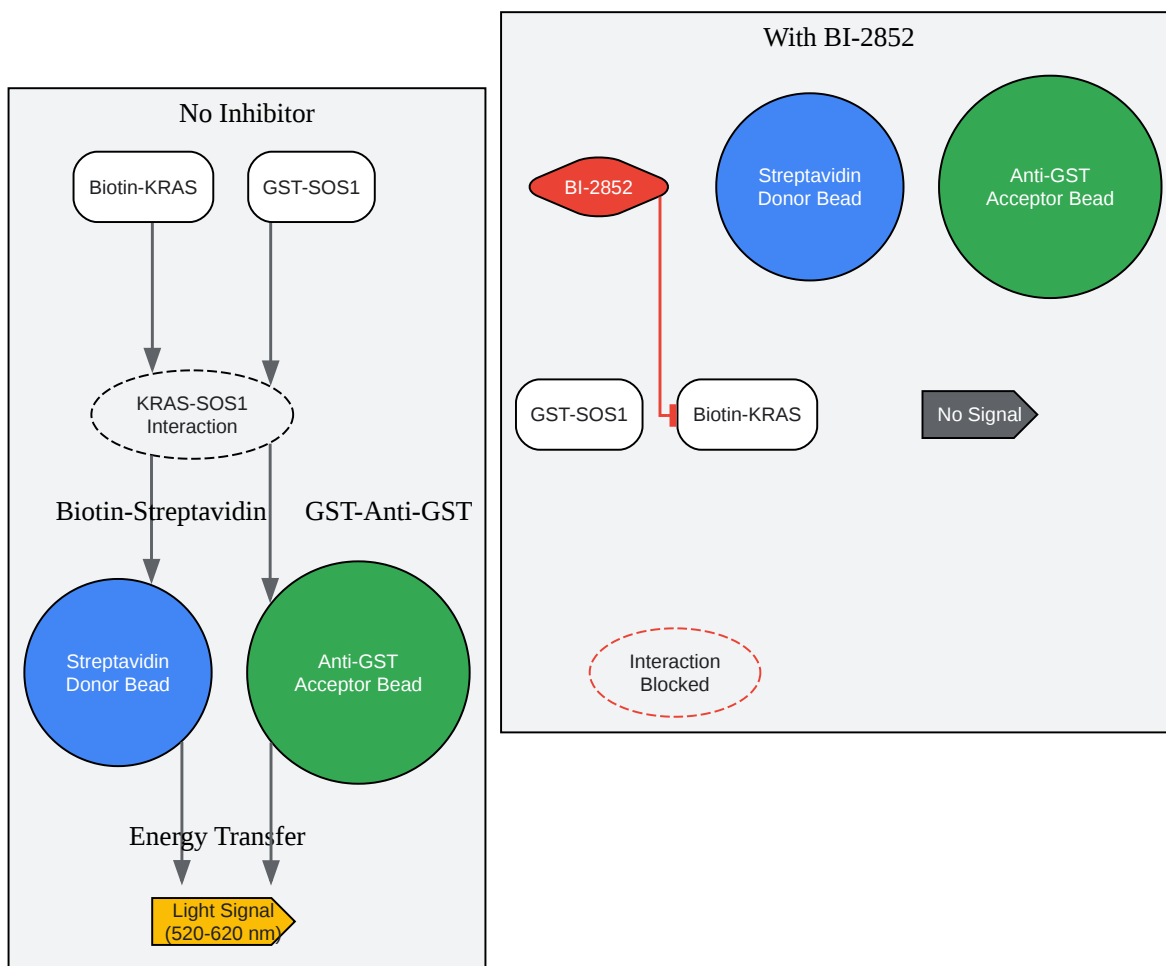 No Inhibitor
Biotin-KRAS
GST-SOS1
KRAS-SOS1
Interaction
Biotin-Streptavidin
GST-Anti-GST
Streptavidin
Donor Bead
Anti-GST
Acceptor Bead
Energy Transfer
Light Signal
(520-620 nm)
With BI-2852
BI-2852
Streptavidin
Donor Bead
Anti-GST
Acceptor Bead
GST-SOS1
Biotin-KRAS
No Signal
Interaction
Blocked